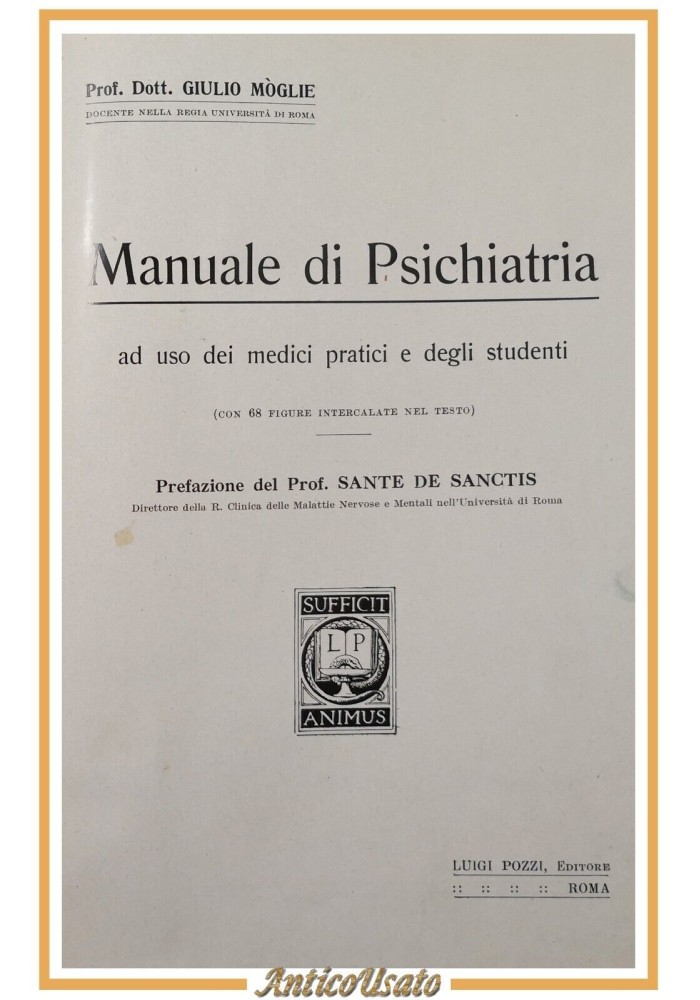 Prof. Dott. GIULIO MÒGLIE
DOCENTE NELLA REGIA UNIVERSITÀ DI ROMA
Manuale di Psichiatria
ad uso dei medici pratici e degli studenti
(CON 68 FIGURE INTERCALATE NEL TESTO)
Prefazione del Prof. SANTE DE SANCTIS
Direttore della R. Clinica delle Malattie Nervose e Mentali nell'Università di Roma
SUFFICIT
L P
ANIMUS
LUIGI POZZI, EDITORE
:: :: :: :: ROMA
AnticoUsato